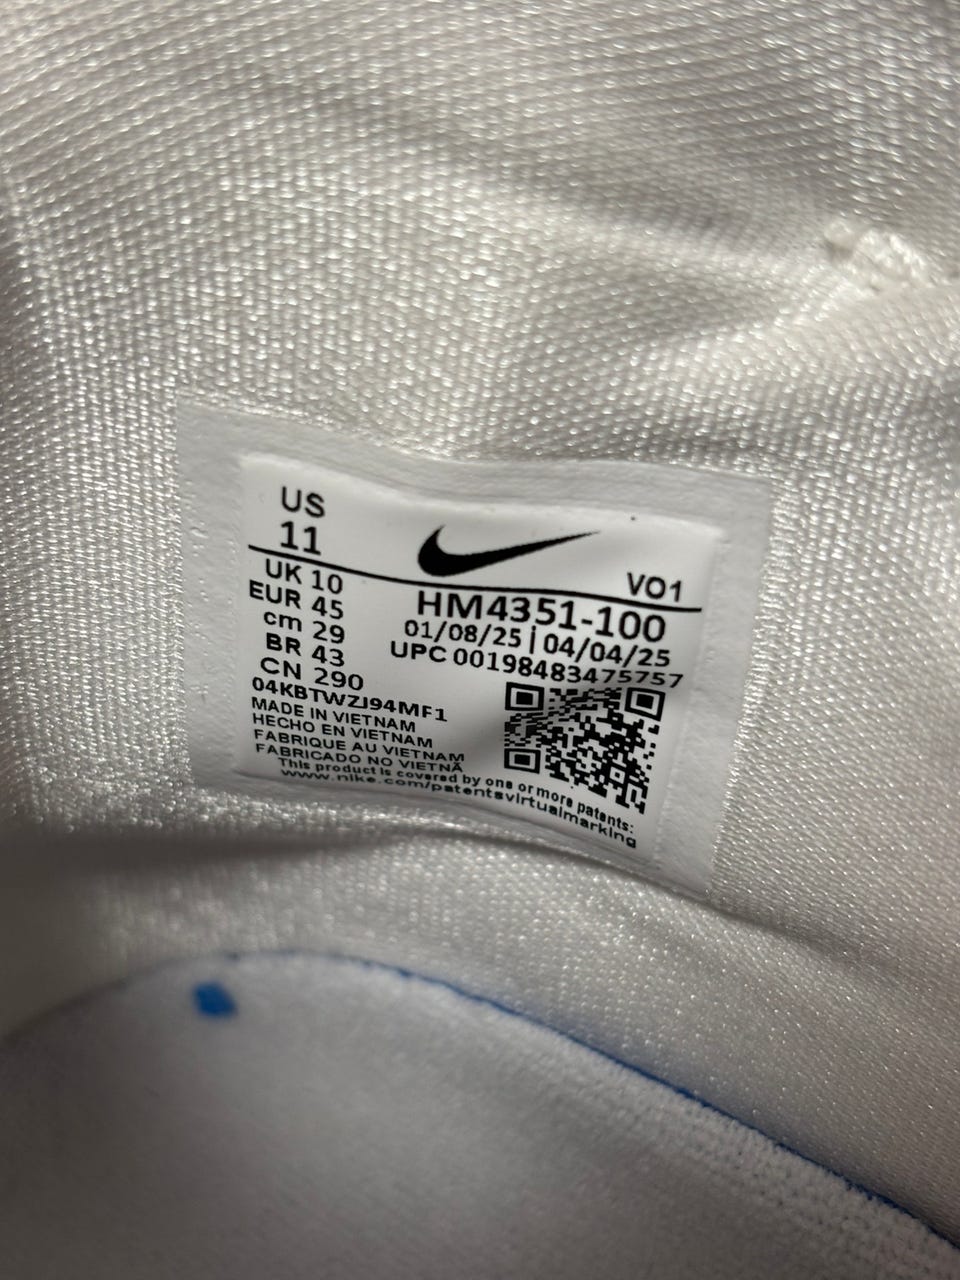 US
11
VO1
UK 10
EUR 45
cm 29
BR 43
CN 290
HM4351-100
01/08/25 | 04/04/25
UPC 00198483475757
04KBTWZJ94MF1
MADE IN VIETNAM
HECHO EN VIETNAM
FABRIQUE AU VIETNAM
FABRICADO NO VIETNÃ
This product is covered by one or more patents:
www.nike.com/patentsvirtualmarking